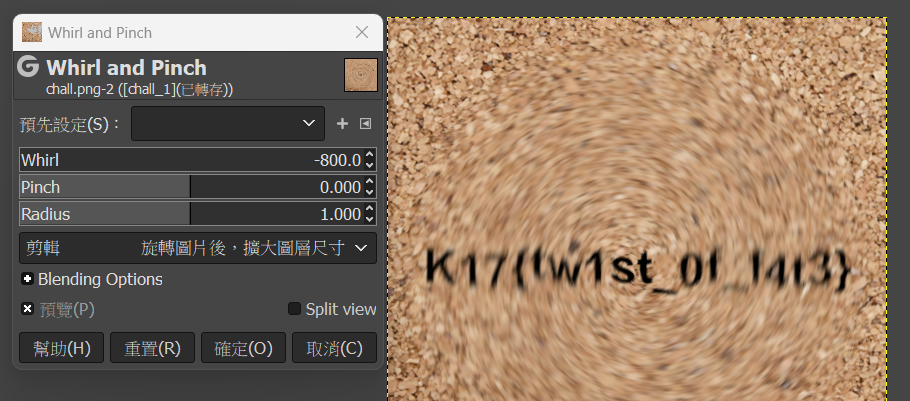 Whirl and Pinch
Whirl and Pinch
chall.png-2 ([chall_1](已轉存))
預先設定(S)：
Whirl -800.0
Pinch 0.000
Radius 1.000
剪輯 旋轉圖片後，擴大圖層尺寸
Blending Options
預覽(P) Split view
幫助(H) 重置(R) 確定(O) 取消(C)
K17{tw1st_0f_f4t3}